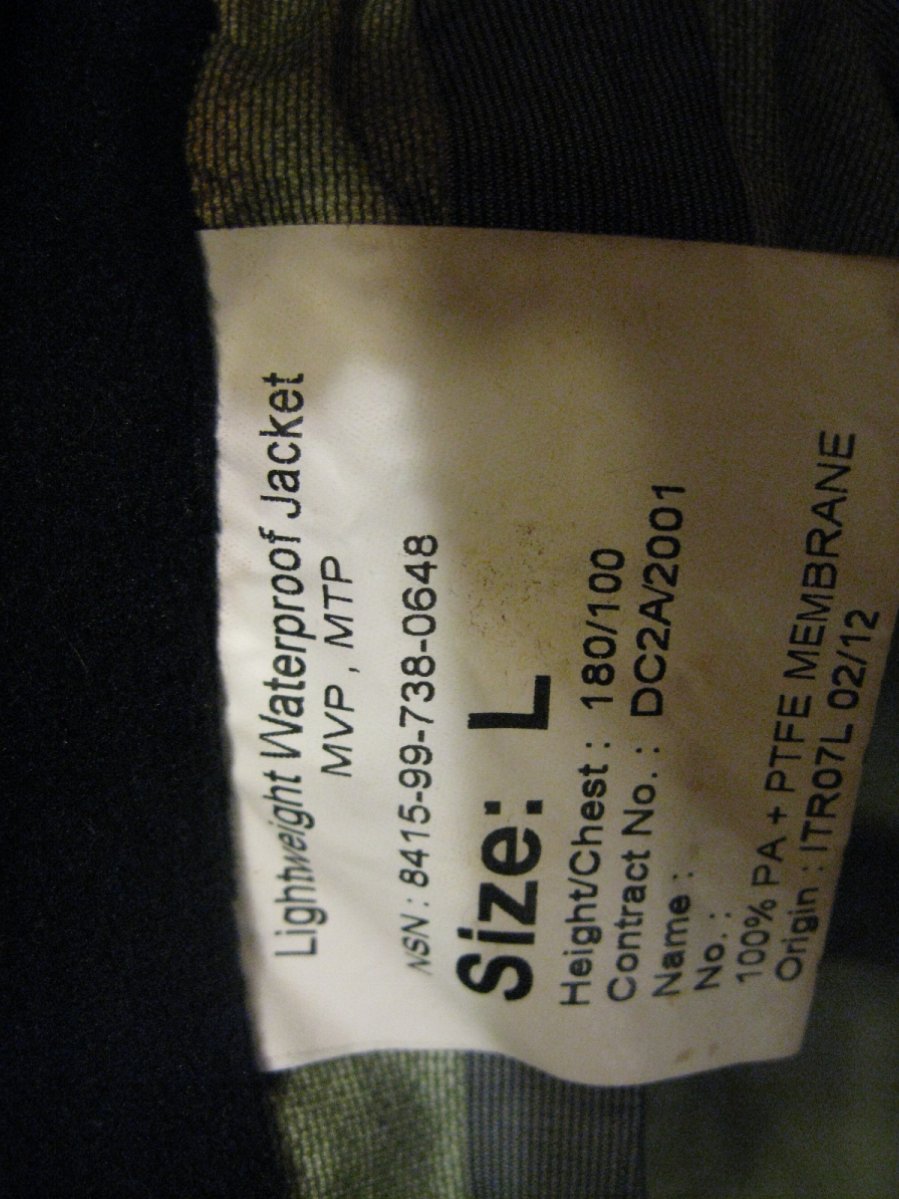 Lightweight Waterproof Jacket
MVP , MTP
NSN : 8415-99-738-0648
Size: L
Height/Chest : 180/100
Contract No. : DC2A/2001
Name :
No. :
100% PA + PTFE MEMBRANE
Origin : ITR07L 02/12